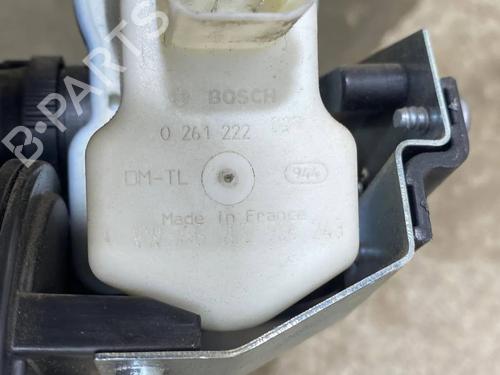 B-PARTS
BOSCH
0 261 222
DM-TL 944
Made in France